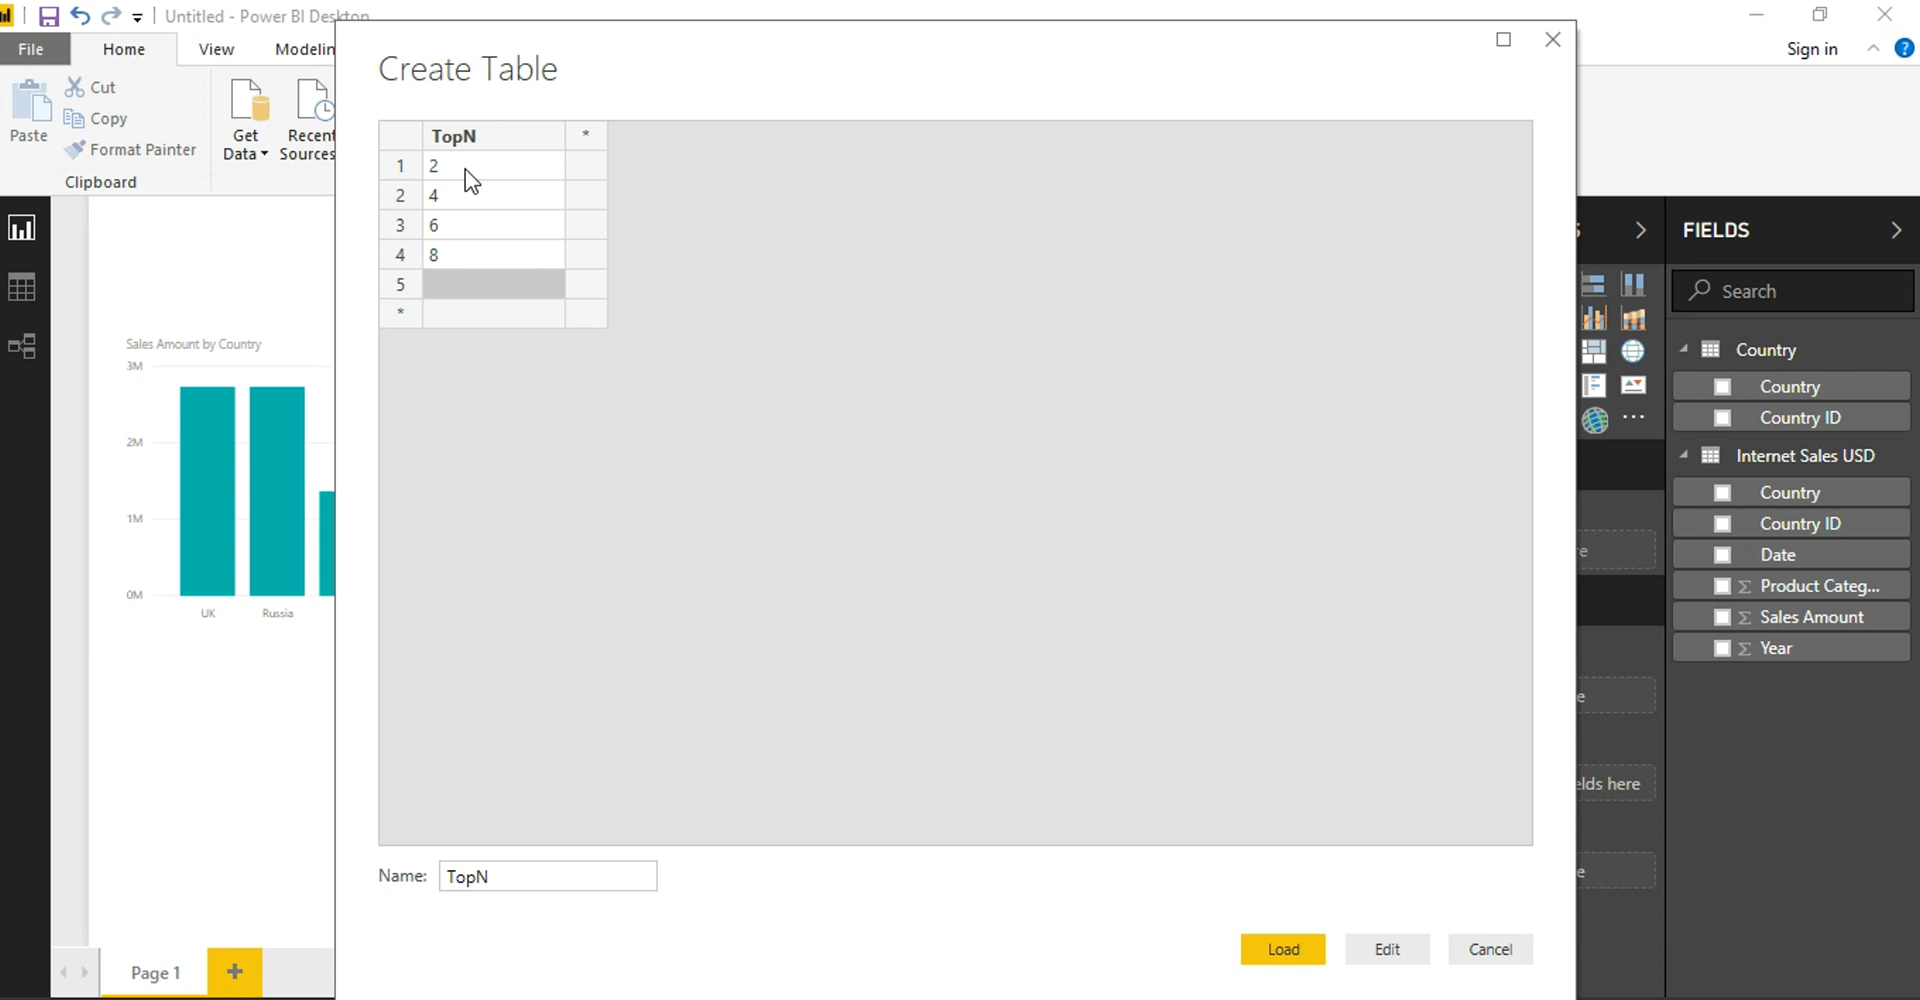 Untitled - Power BI Desktop
File
Home
View
Modelin
Sign in
?
Paste
Cut
Copy
Format Painter
Clipboard
Get
Data
Recent
Sources
Create Table
TopN
*
1
2
2
4
3
6
4
8
5
*
Name:
TopN
Load
Edit
Cancel
Sales Amount by Country
3M
2M
1M
0M
UK
Russia
Page 1
+
S
re
e
elds here
e
FIELDS
Search
Country
Country
Country ID
Internet Sales USD
Country
Country ID
Date
Σ Product Categ...
Σ Sales Amount
Σ Year